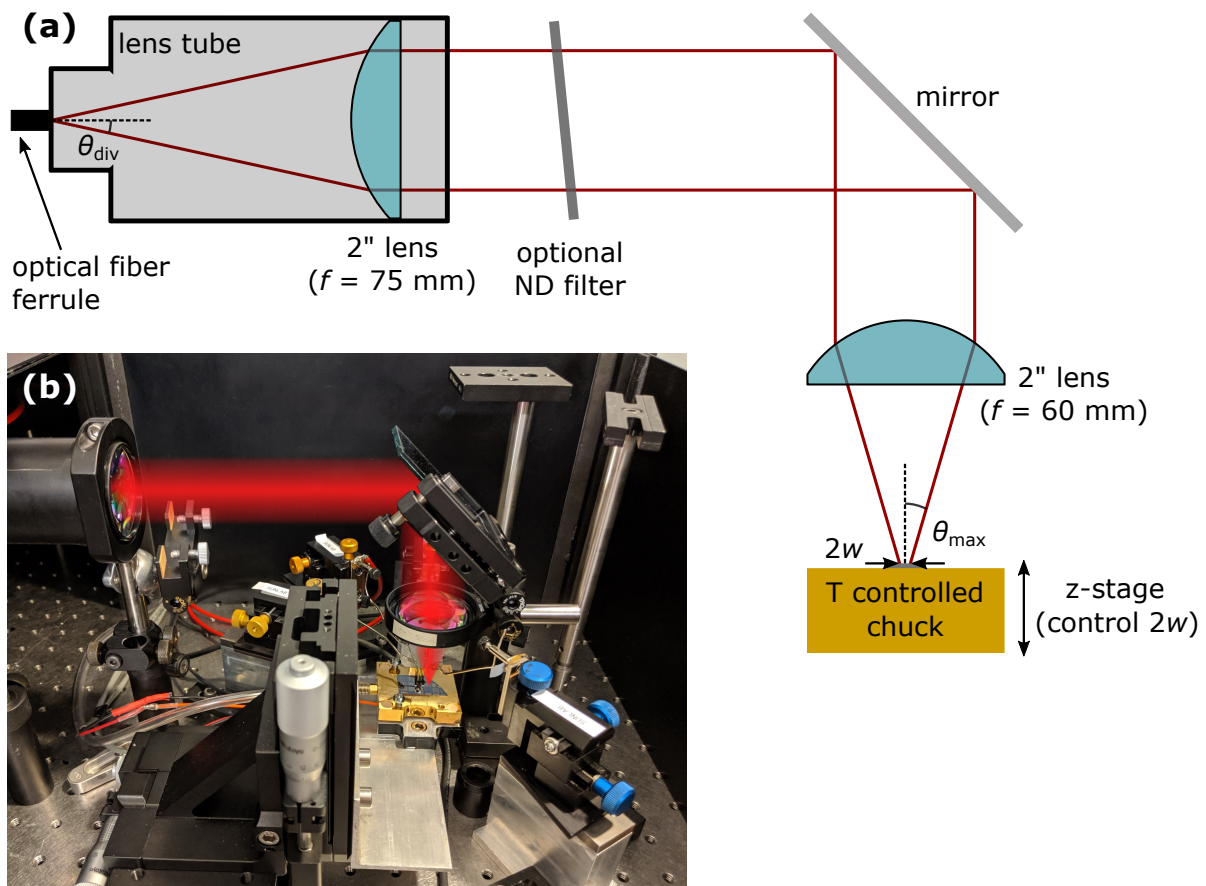 (a)
lens tube
θdiv
optical fiber
ferrule
2" lens
(f = 75 mm)
optional
ND filter
mirror
2" lens
(f = 60 mm)
θmax
2w
T controlled
chuck
z-stage
(control 2w)
(b)